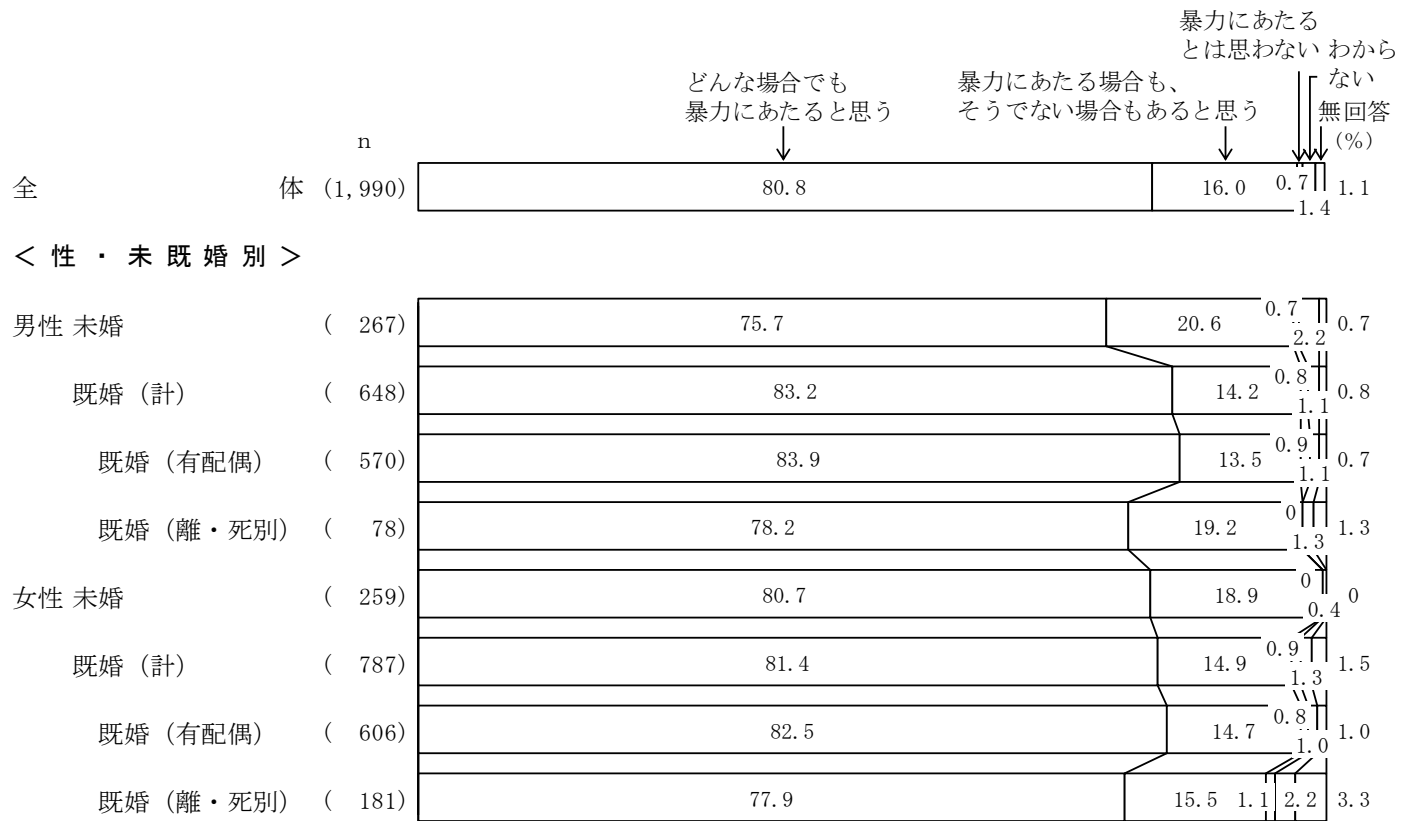 暴力にあたる
とは思わない わから
どんな場合でも 暴力にあたる場合も、 ない
暴力にあたると思う そうでない場合もあると思う 無回答
n (%)
全体 (1,990) 80.8 16.0 0.7 1.4 1.1
＜性・未既婚別＞
男性 未婚 ( 267) 75.7 20.6 0.7 2.2 0.7
既婚（計） ( 648) 83.2 14.2 0.8 1.1 0.8
既婚（有配偶） ( 570) 83.9 13.5 0.9 1.1 0.7
既婚（離・死別） ( 78) 78.2 19.2 0 1.3 1.3
女性 未婚 ( 259) 80.7 18.9 0 0.4 0
既婚（計） ( 787) 81.4 14.9 0.9 1.3 1.5
既婚（有配偶） ( 606) 82.5 14.7 0.8 1.0 1.0
既婚（離・死別） ( 181) 77.9 15.5 1.1 2.2 3.3